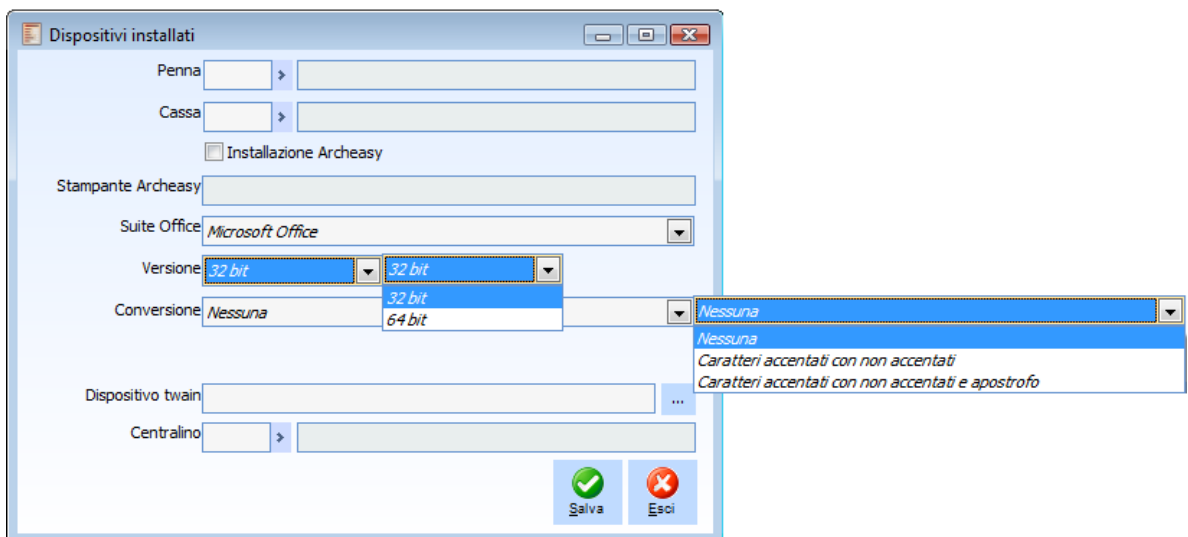 Dispositivi installati
Penna
Cassa
Installazione Archeasy
Stampante Archeasy
Suite Office Microsoft Office
Versione 32 bit 32 bit
32 bit
64 bit
Conversione Nessuna Nessuna
Nessuna
Caratteri accentati con non accentati
Caratteri accentati con non accentati e apostrofo
Dispositivo twain ...
Centralino
Salva Esci